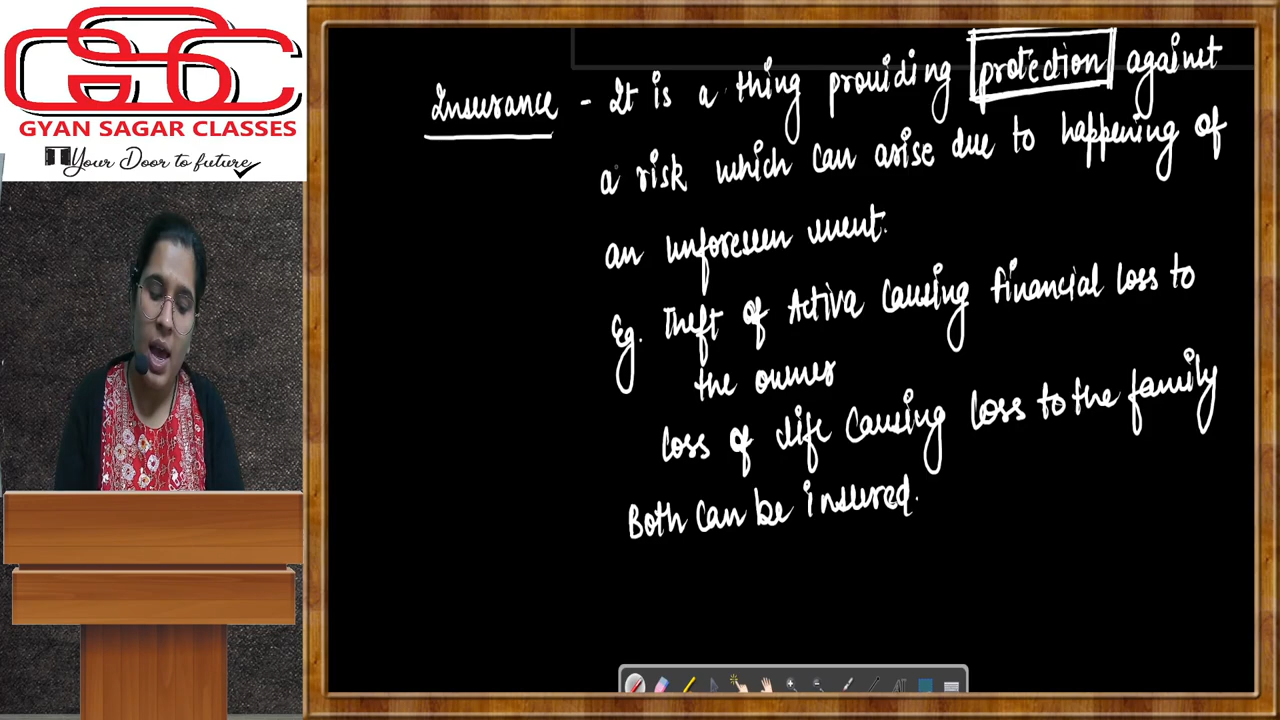 GSC
GYAN SAGAR CLASSES
Your Door to future
Insurance - It is a thing providing protection against
a risk which can arise due to happening of
an unforeseen event.
Eg. Theft of Activa causing financial loss to
the owner
Loss of life causing loss to the family
Both can be insured.